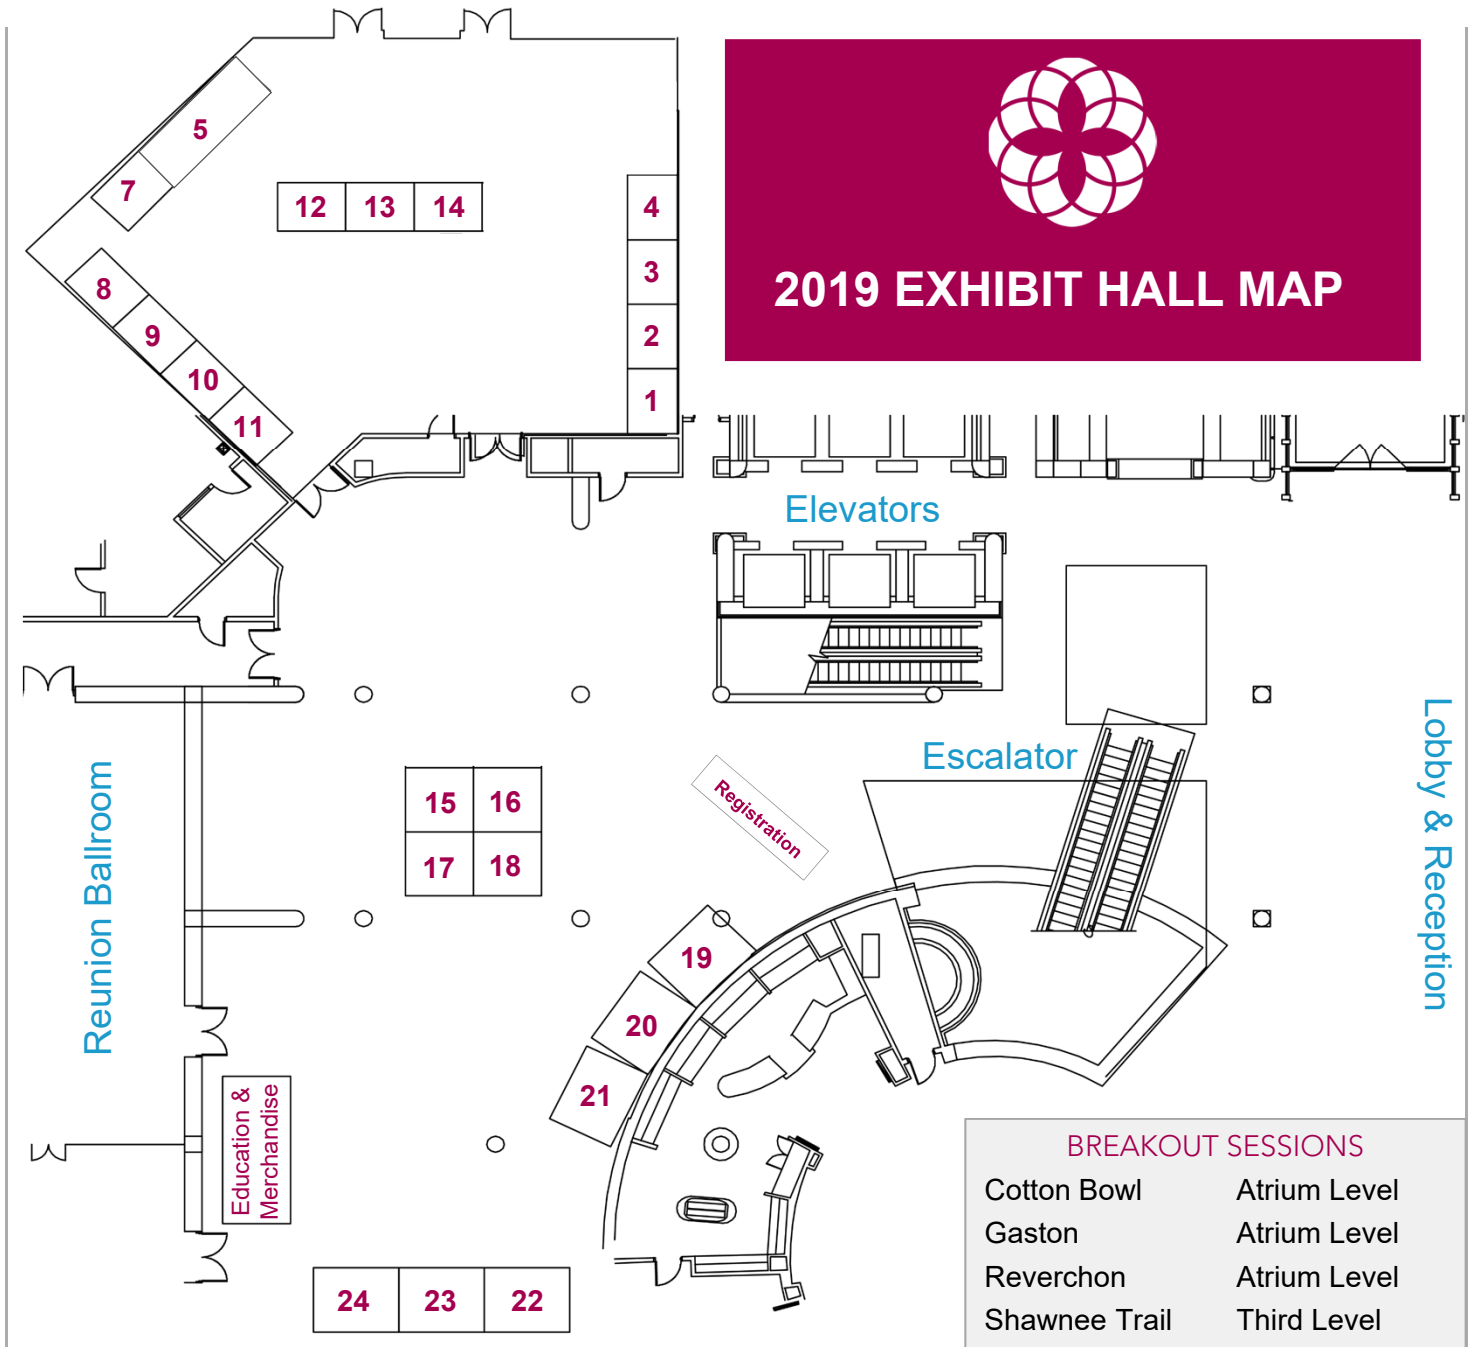 2019 EXHIBIT HALL MAP
5
7
12 13 14
4
3
2
1
8
9
10
11
Elevators
Escalator
Lobby & Reception
Reunion Ballroom
15 16
17 18
Registration
19
20
21
Education &
Merchandise
24 23 22
BREAKOUT SESSIONS
Cotton Bowl Atrium Level
Gaston Atrium Level
Reverchon Atrium Level
Shawnee Trail Third Level